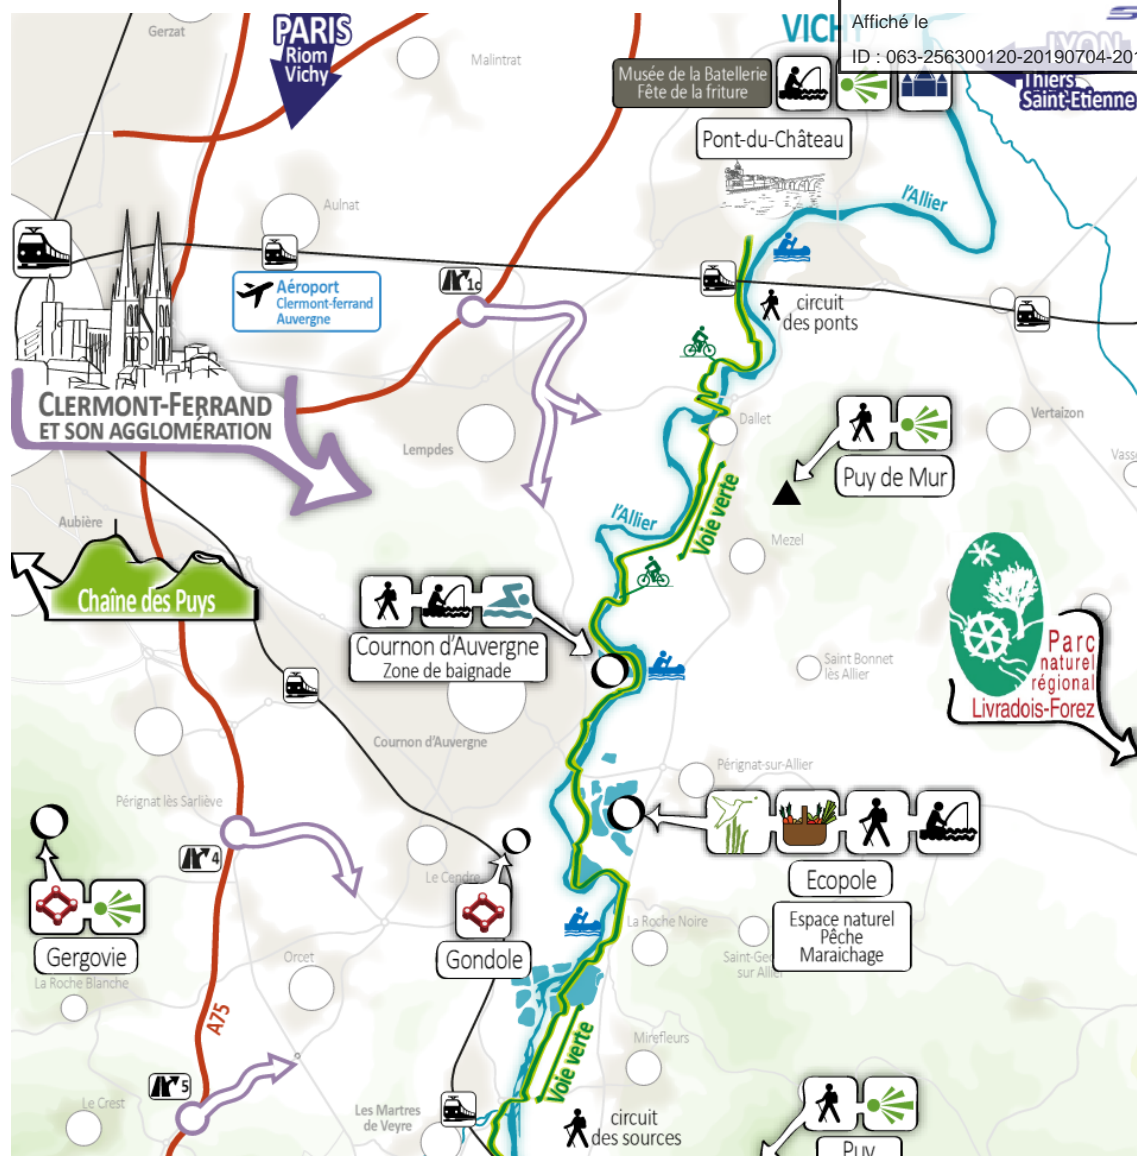 Gerzat
PARIS
Riom
Vichy
Malintrat
VICHY
Affiché le
ID : 063-256300120-20190704-201
LYON
Thiers
Saint-Etienne
Musée de la Batellerie
Fête de la friture
Pont-du-Château
l'Allier
Aulnat
Aéroport
Clermont-ferrand
Auvergne
1c
circuit
des ponts
CLERMONT-FERRAND
ET SON AGGLOMÉRATION
Lempdes
Dallet
Vertaizon
Puy de Mur
Voie verte
l'Allier
Mezel
Aubière
Chaîne des Puys
Cournon d'Auvergne
Zone de baignade
Saint Bonnet
lès Allier
Parc
naturel
régional
Livradois-Forez
Cournon d'Auvergne
Pérignat-sur-Allier
Pérignat lès Sarliève
4
Le Cendre
Ecopole
Espace naturel
Pêche
Maraichage
La Roche Noire
Gergovie
Gondole
La Roche Blanche
Orcet
sur Allier
A75
Voie verte
Mirefleurs
5
Le Crest
Les Martres
de Veyre
circuit
des sources
Puy